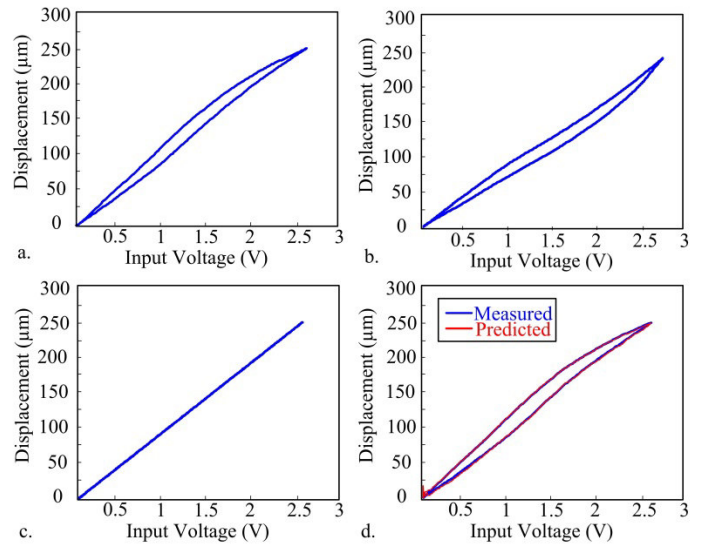 300
250
200
150
100
50
0
Displacement (µm)
0.5 1 1.5 2 2.5 3
a. Input Voltage (V)
300
250
200
150
100
50
0
Displacement (µm)
0.5 1 1.5 2 2.5 3
b. Input Voltage (V)
300
250
200
150
100
50
0
Displacement (µm)
0.5 1 1.5 2 2.5 3
c. Input Voltage (V)
300
250
200
150
100
50
0
Displacement (µm)
Measured
Predicted
0.5 1 1.5 2 2.5 3
d. Input Voltage (V)